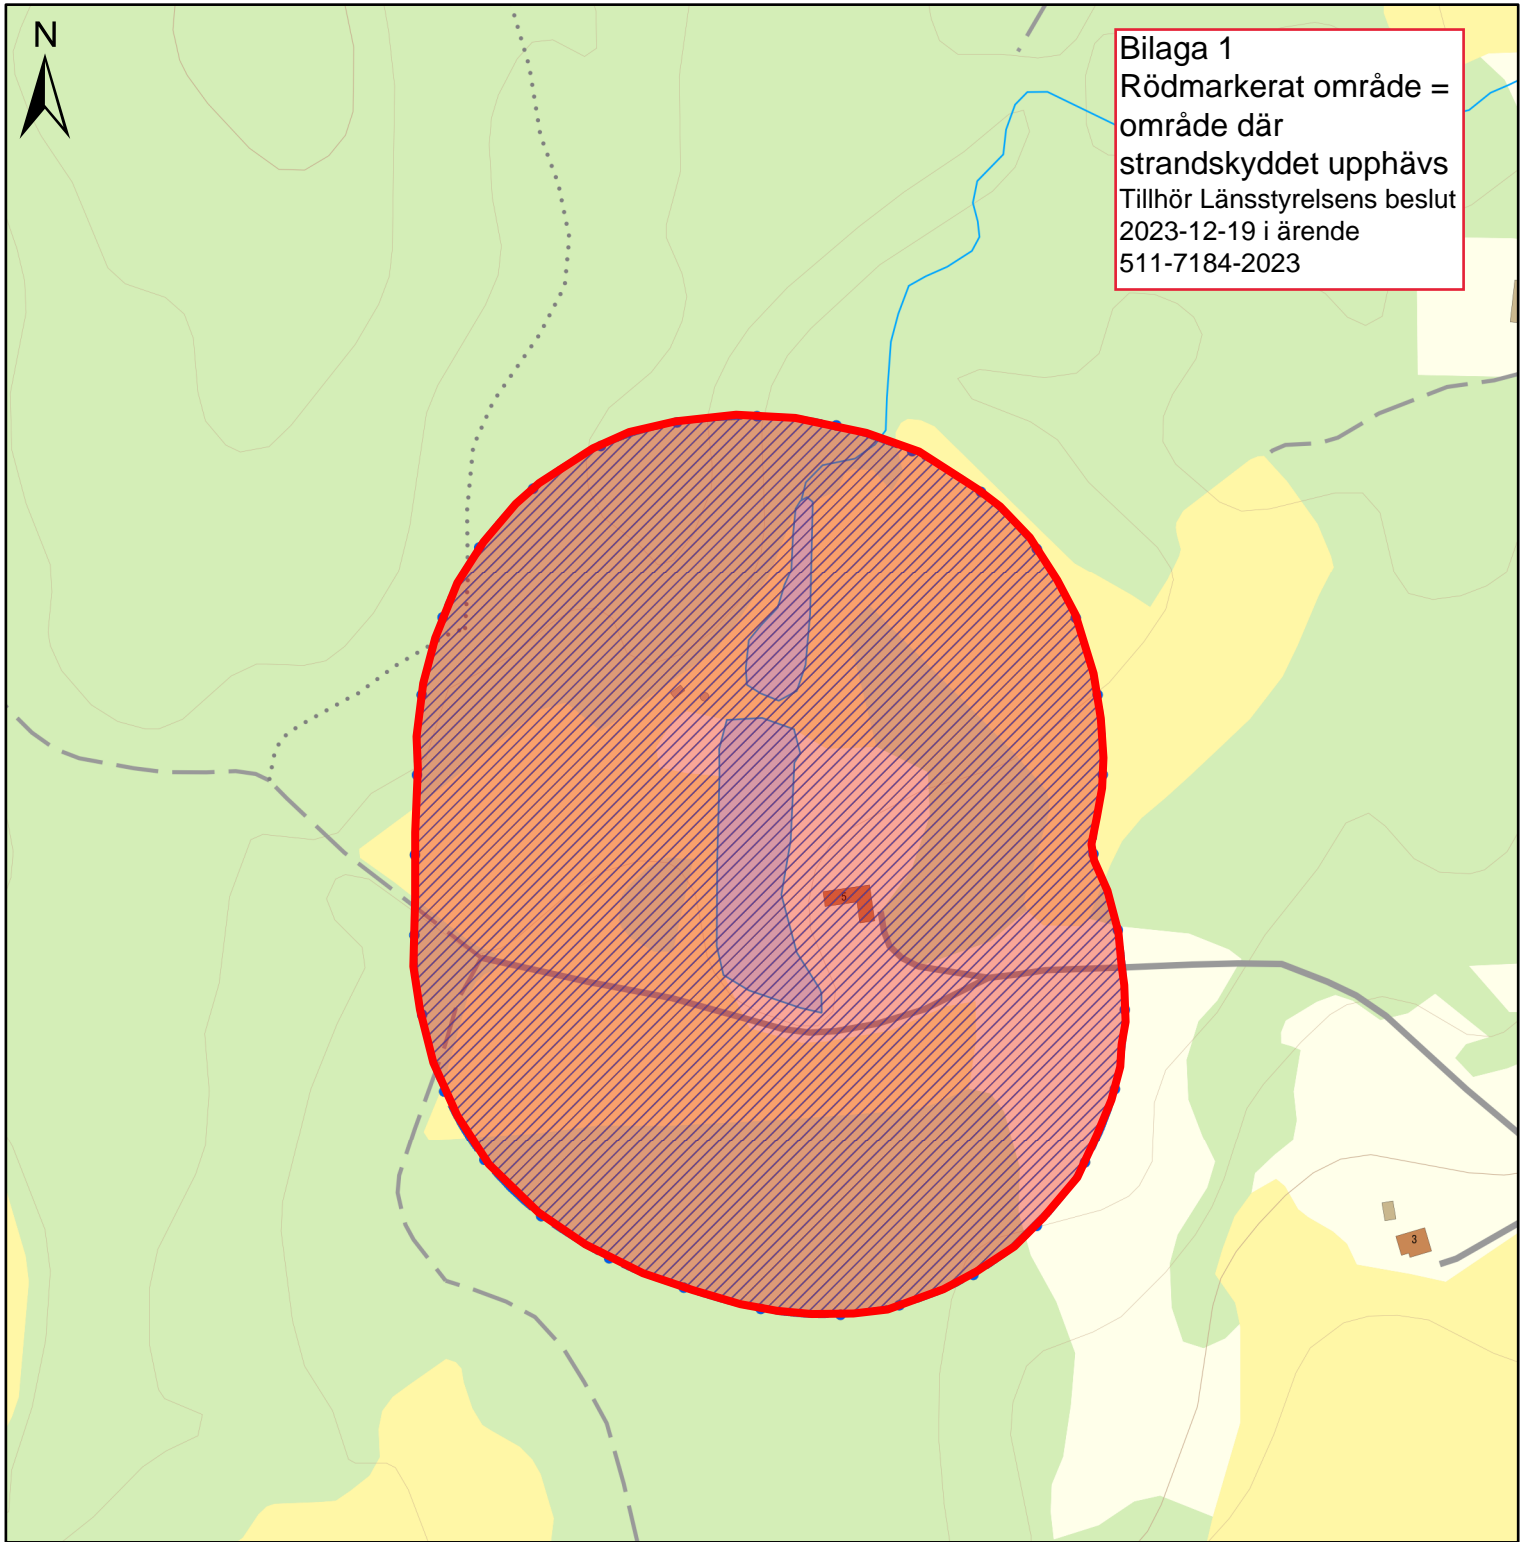 N
Bilaga 1
Rödmarkerat område =
område där
strandskyddet upphävs
Tillhör Länsstyrelsens beslut
2023-12-19 i ärende
511-7184-2023
5
3